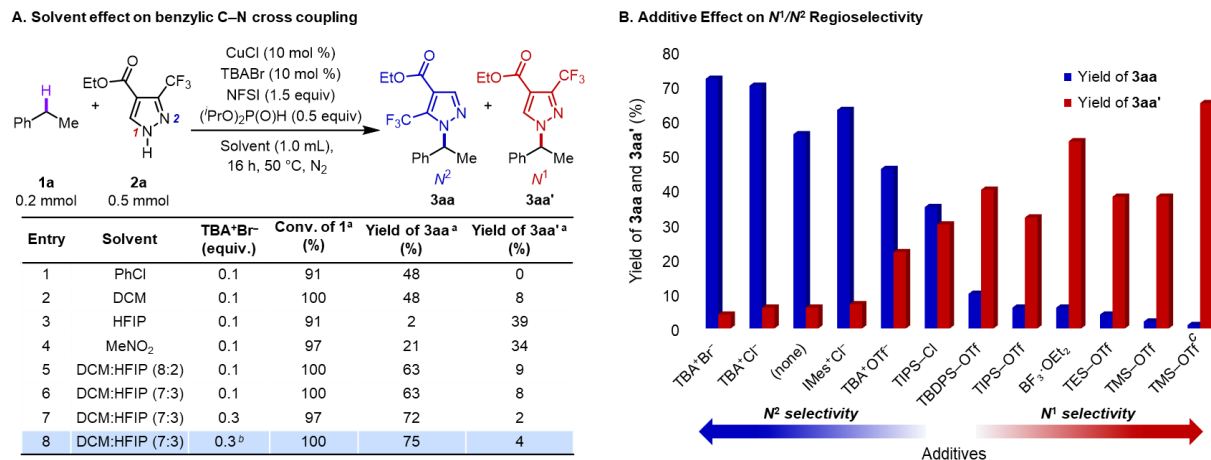 A. Solvent effect on benzylic C–N cross coupling
H
Ph Me
+
EtO O CF₃
N 2
1 N
H
CuCl (10 mol %)
TBABr (10 mol %)
NFSI (1.5 equiv)
(ⁱPrO)₂P(O)H (0.5 equiv)
Solvent (1.0 mL),
16 h, 50 °C, N₂
EtO O
F₃C N N
Ph Me
N²
3aa
+
EtO O CF₃
N N
Ph Me
N¹
3aa'
1a 2a
0.2 mmol 0.5 mmol
Entry Solvent TBA⁺Br⁻ (equiv.) Conv. of 1ᵃ (%) Yield of 3aa ᵃ (%) Yield of 3aa' ᵃ (%)
1 PhCl 0.1 91 48 0
2 DCM 0.1 100 48 8
3 HFIP 0.1 91 2 39
4 MeNO₂ 0.1 97 21 34
5 DCM:HFIP (8:2) 0.1 100 63 9
6 DCM:HFIP (7:3) 0.1 100 63 8
7 DCM:HFIP (7:3) 0.3 97 72 2
8 DCM:HFIP (7:3) 0.3 ᵇ 100 75 4
B. Additive Effect on N¹/N² Regioselectivity
Yield of 3aa and 3aa' (%)
80
70
60
50
40
30
20
10
0
Yield of 3aa
Yield of 3aa'
TBA⁺Br⁻
TBA⁺Cl⁻
(none)
IMes⁺Cl⁻
TBA⁺OTf⁻
TIPS–Cl
TBDPS–OTf
TIPS–OTf
BF₃·OEt₂
TES–OTf
TMS–OTf
TMS–OTfᶜ
N² selectivity
N¹ selectivity
Additives